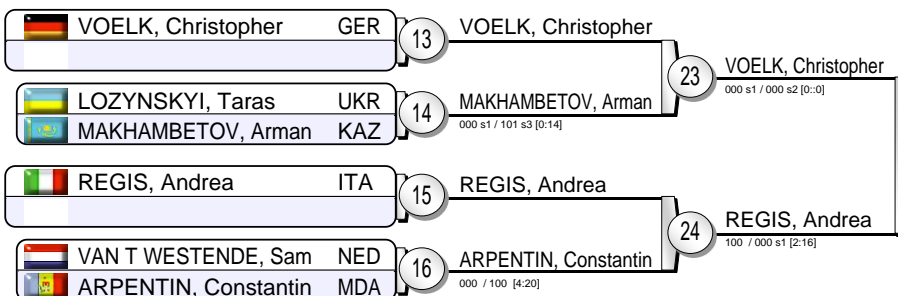 VOELK, Christopher GER
13
VOELK, Christopher
LOZYNSKYI, Taras UKR
MAKHAMBETOV, Arman KAZ
14
MAKHAMBETOV, Arman
000 s1 / 101 s3 [0:14]
23
VOELK, Christopher
000 s1 / 000 s2 [0::0]
REGIS, Andrea ITA
15
REGIS, Andrea
VAN T WESTENDE, Sam NED
ARPENTIN, Constantin MDA
16
ARPENTIN, Constantin
000 / 100 [4:20]
24
REGIS, Andrea
100 / 000 s1 [2:16]